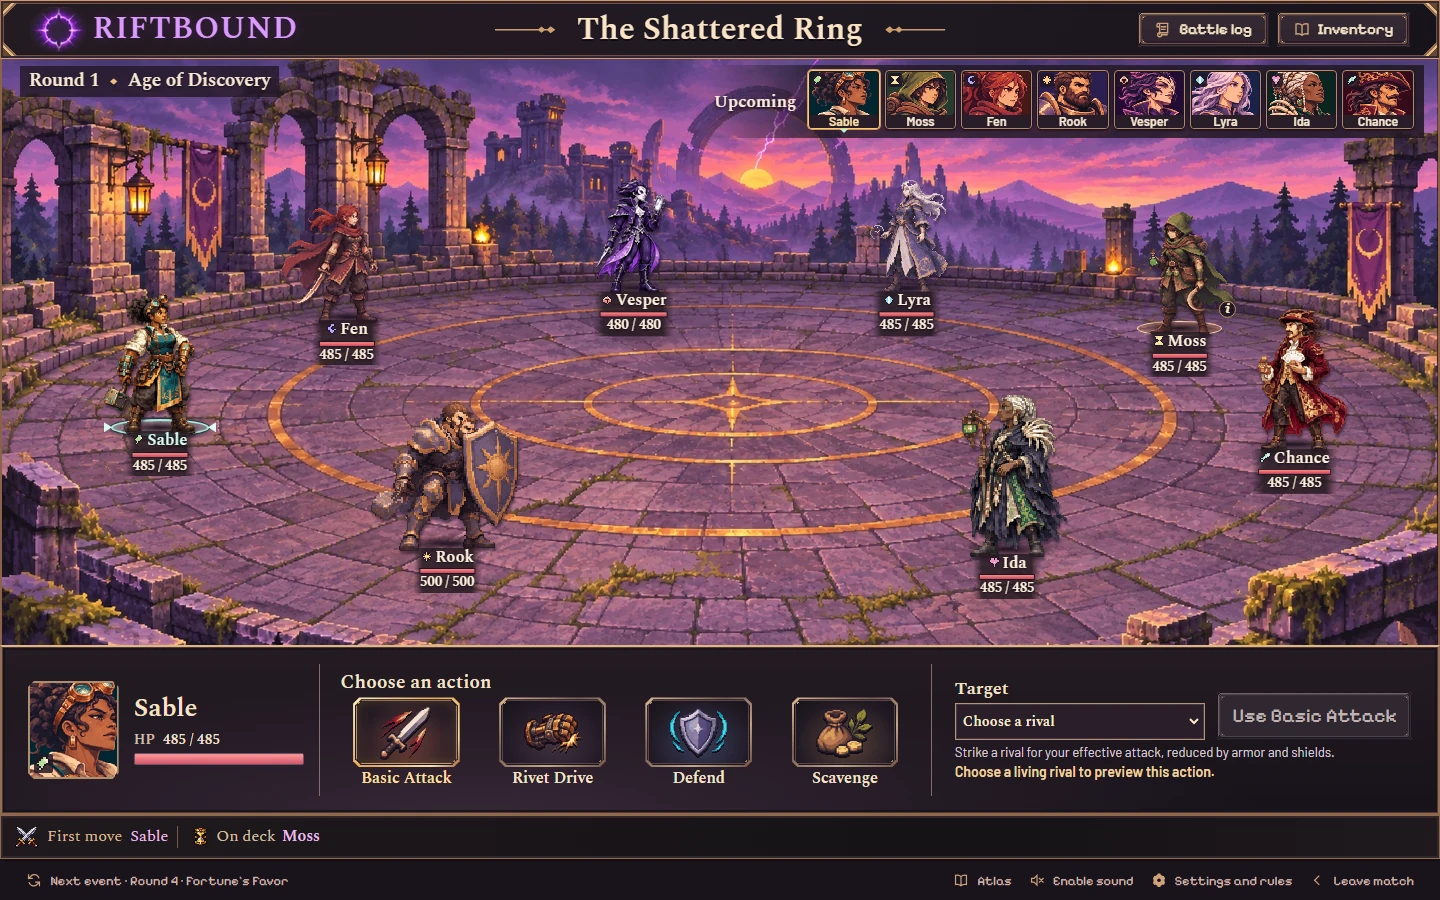 RIFTBOUND
The Shattered Ring
Battle log
Inventory
Round 1 • Age of Discovery
Upcoming
Sable
Moss
Fen
Rook
Vesper
Lyra
Ida
Chance
Vesper
480 / 480
Lyra
485 / 485
Fen
485 / 485
Moss
485 / 485
i
Sable
485 / 485
Chance
485 / 485
Rook
500 / 500
Ida
485 / 485
Sable
HP 485 / 485
Choose an action
Basic Attack
Rivet Drive
Defend
Scavenge
Target
Choose a rival
Use Basic Attack
Strike a rival for your effective attack, reduced by armor and shields.
Choose a living rival to preview this action.
First move Sable
On deck Moss
Next event · Round 4 · Fortune's Favor
Atlas
Enable sound
Settings and rules
Leave match